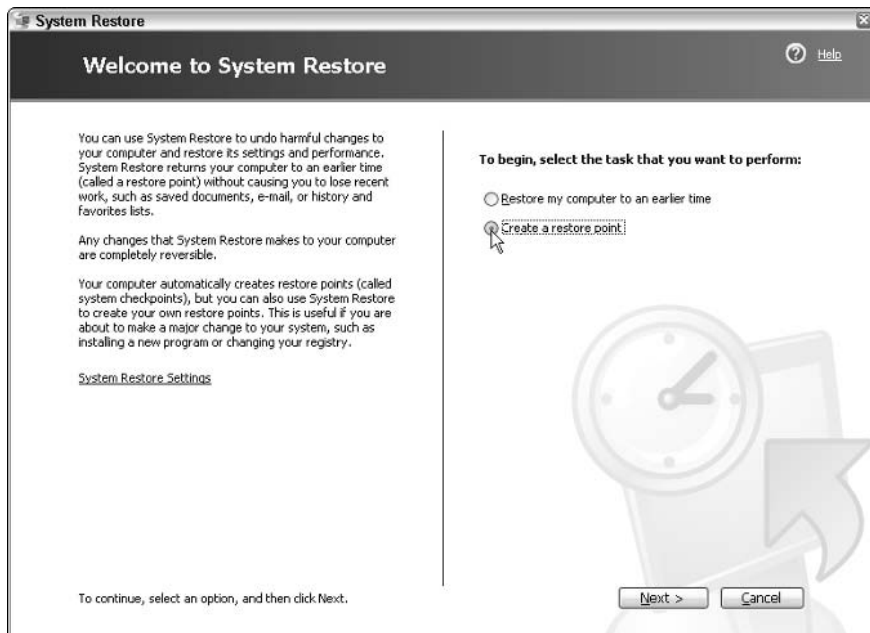 System Restore
Welcome to System Restore
Help
You can use System Restore to undo harmful changes to
your computer and restore its settings and performance.
System Restore returns your computer to an earlier time
(called a restore point) without causing you to lose recent
work, such as saved documents, e-mail, or history and
favorites lists.
Any changes that System Restore makes to your computer
are completely reversible.
Your computer automatically creates restore points (called
system checkpoints), but you can also use System Restore
to create your own restore points. This is useful if you are
about to make a major change to your system, such as
installing a new program or changing your registry.
System Restore Settings
To begin, select the task that you want to perform:
Restore my computer to an earlier time
Create a restore point
To continue, select an option, and then click Next.
Next >
Cancel